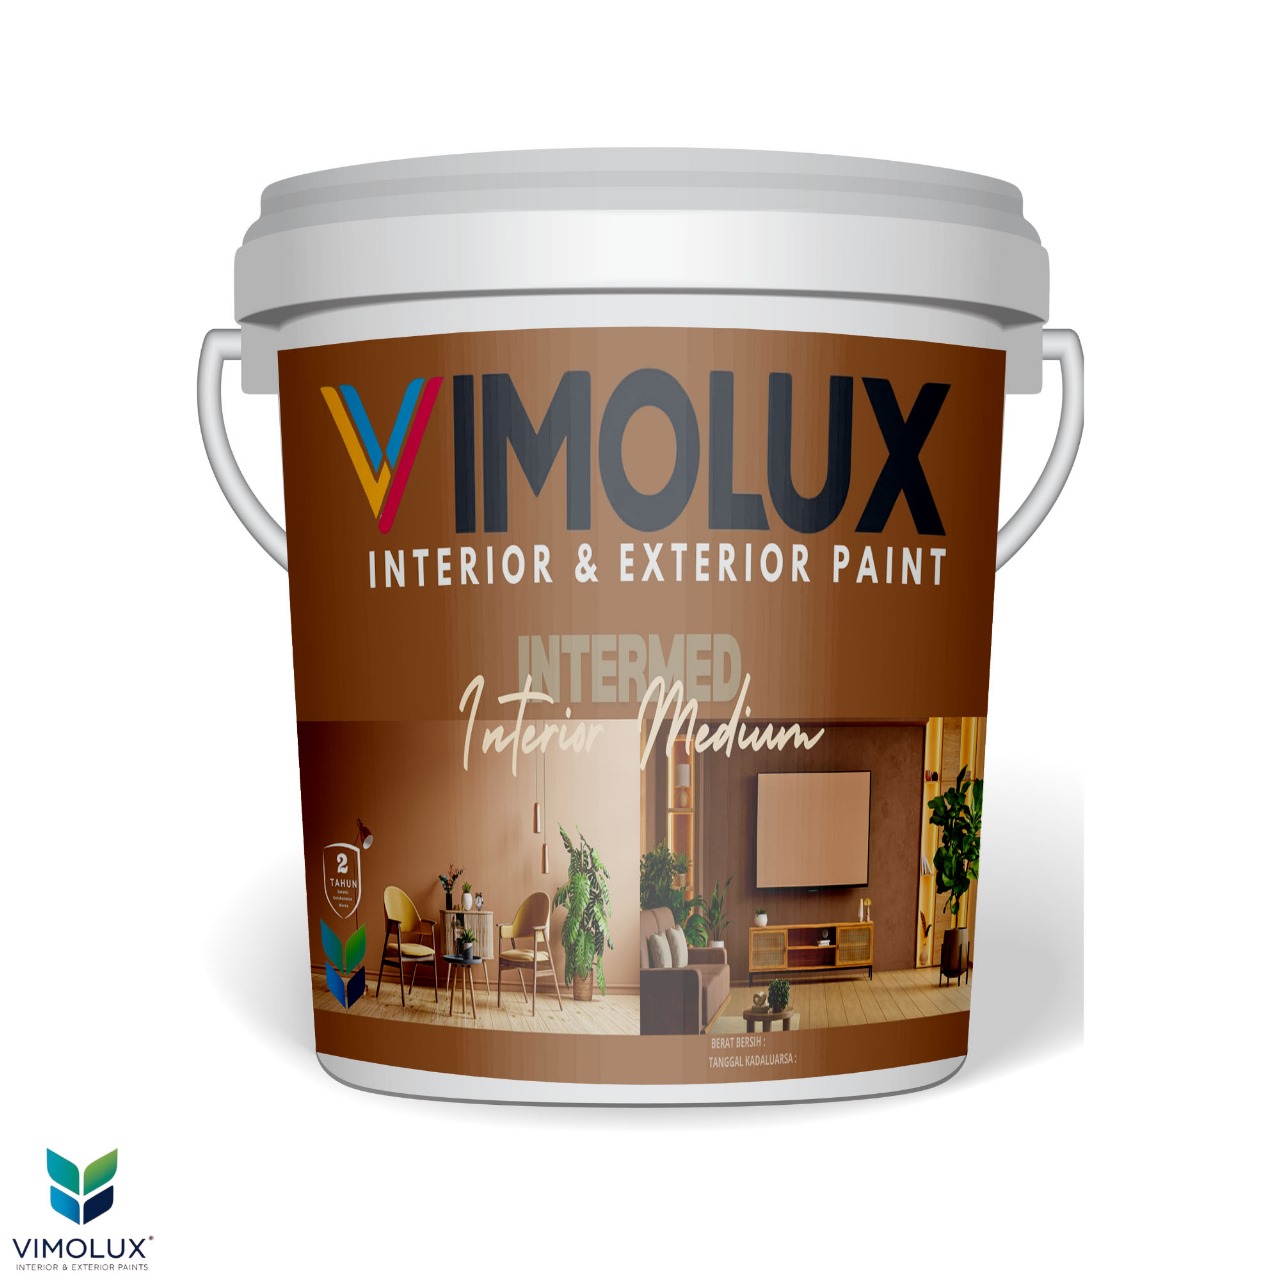 VIMOLUX
INTERIOR & EXTERIOR PAINT
INTERMED
Interior Medium
2
TAHUN
BERAT BERSIH :
TANGGAL KADALUARSA :
VIMOLUX®
INTERIOR & EXTERIOR PAINTS